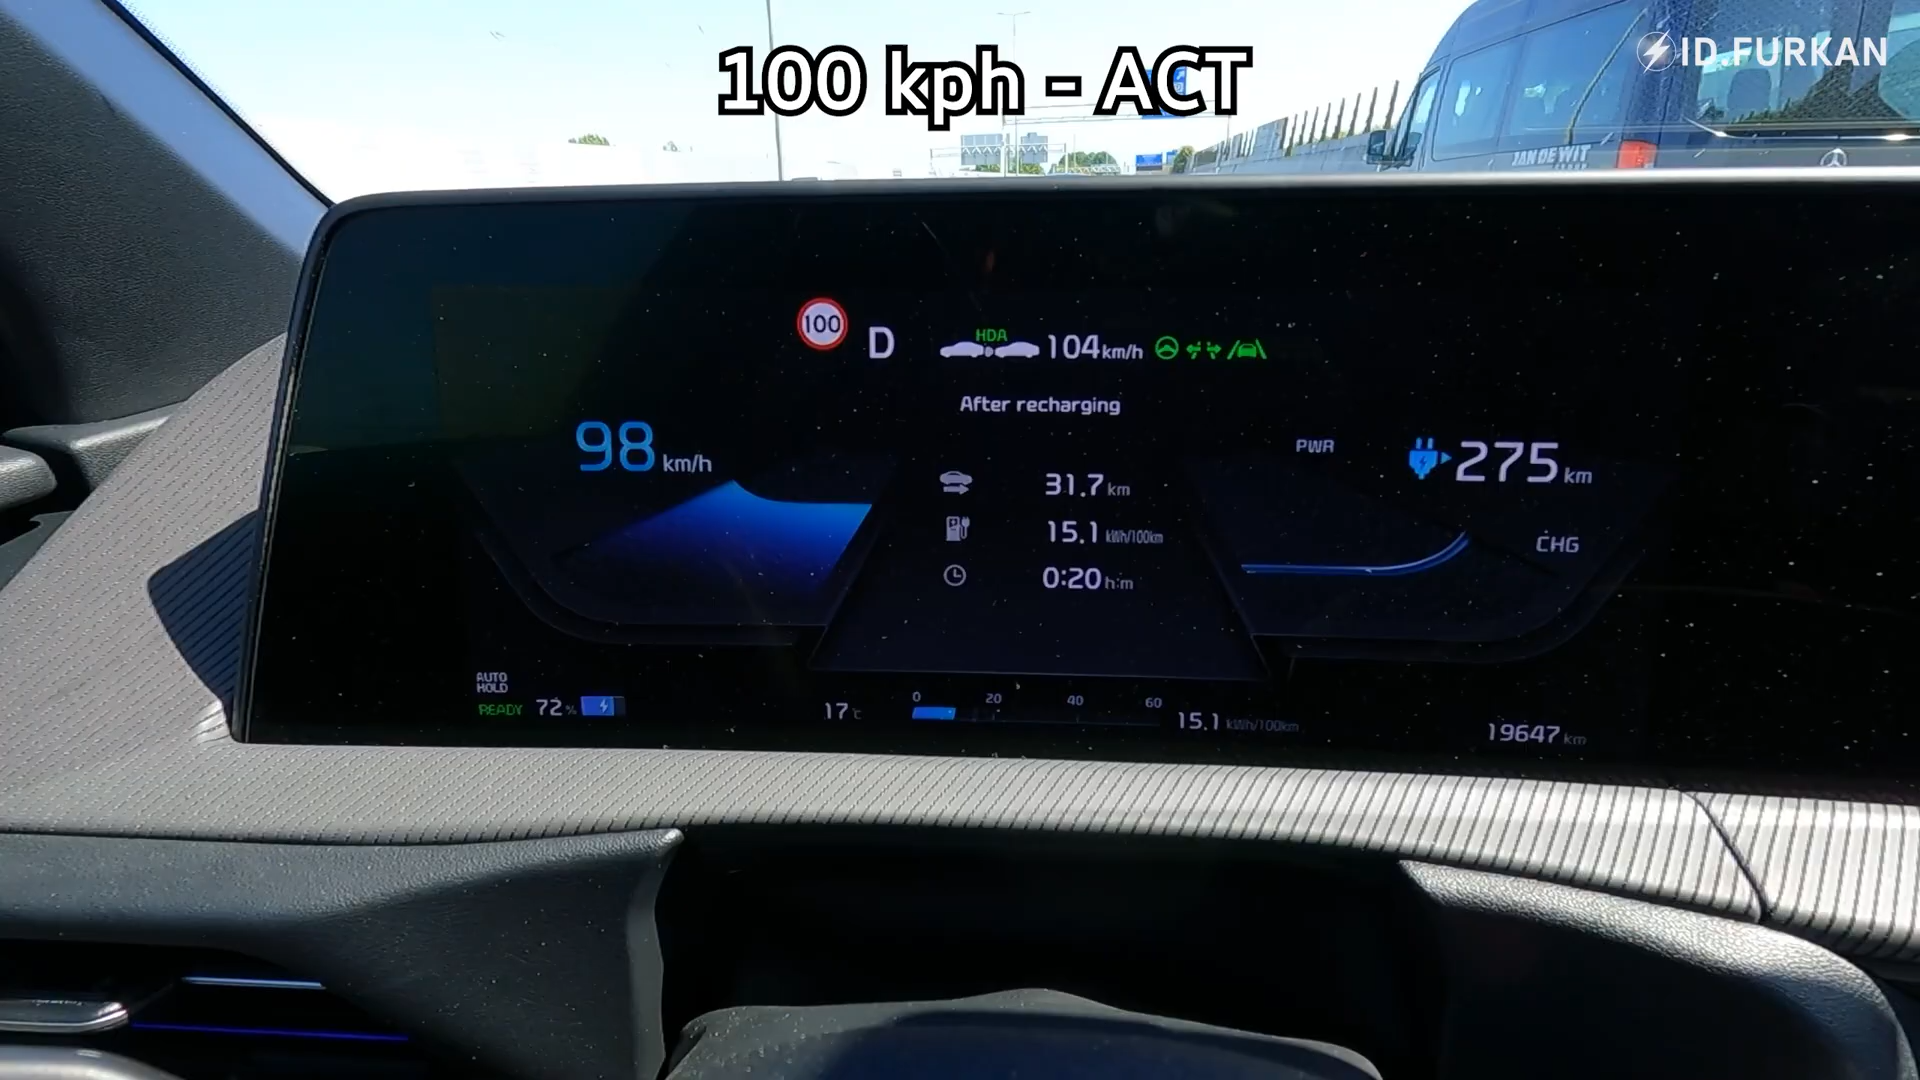 100 kph - ACT
ID.FURKAN
JAN DE WIT
100
D
HDA
104 km/h
After recharging
98 km/h
PWR
275 km
31.7 km
15.1 kWh/100km
CHG
0:20 h:m
AUTO
HOLD
READY 72%
17°c
0 20 40 60
15.1 kWh/100km
19647 km